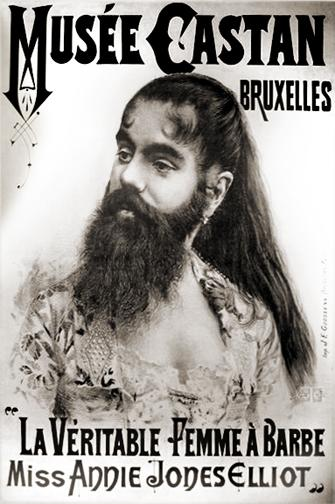 MUSÉE CASTAN
BRUXELLES
"LA VÉRITABLE FEMME À BARBE
MISS ANNIE JONES ELLIOT"